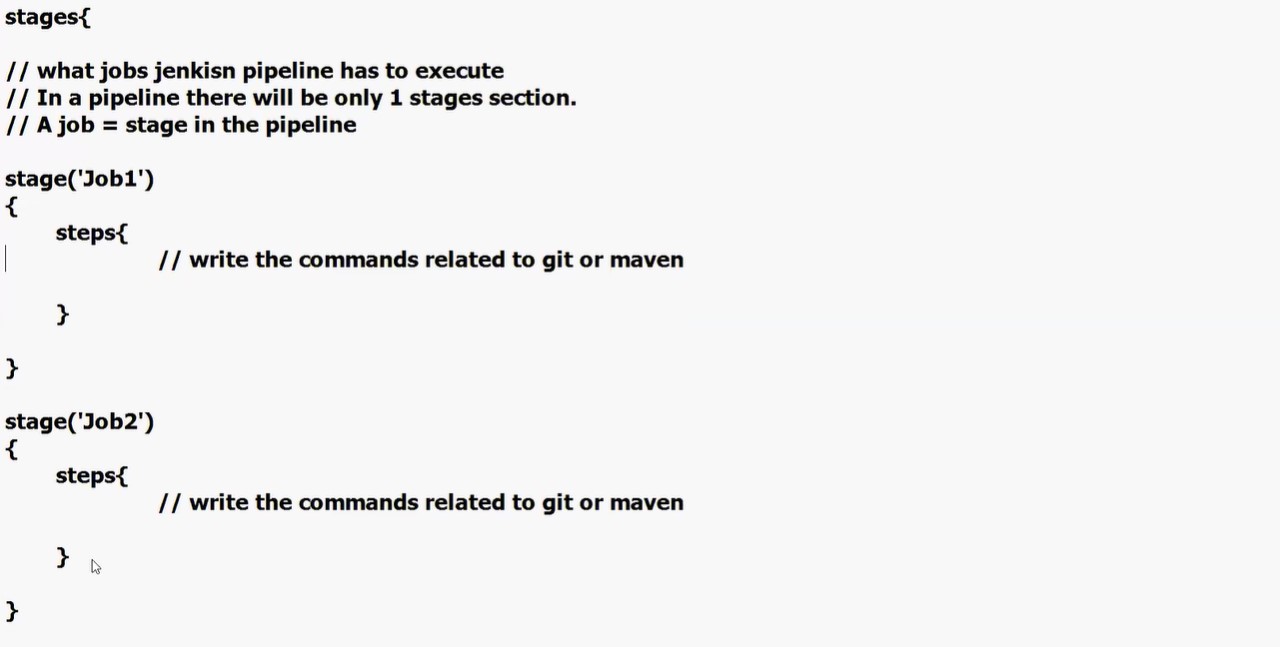 stages{
// what jobs jenkisn pipeline has to execute
// In a pipeline there will be only 1 stages section.
// A job = stage in the pipeline
stage('Job1')
{
steps{
// write the commands related to git or maven
}
}
stage('Job2')
{
steps{
// write the commands related to git or maven
}
}